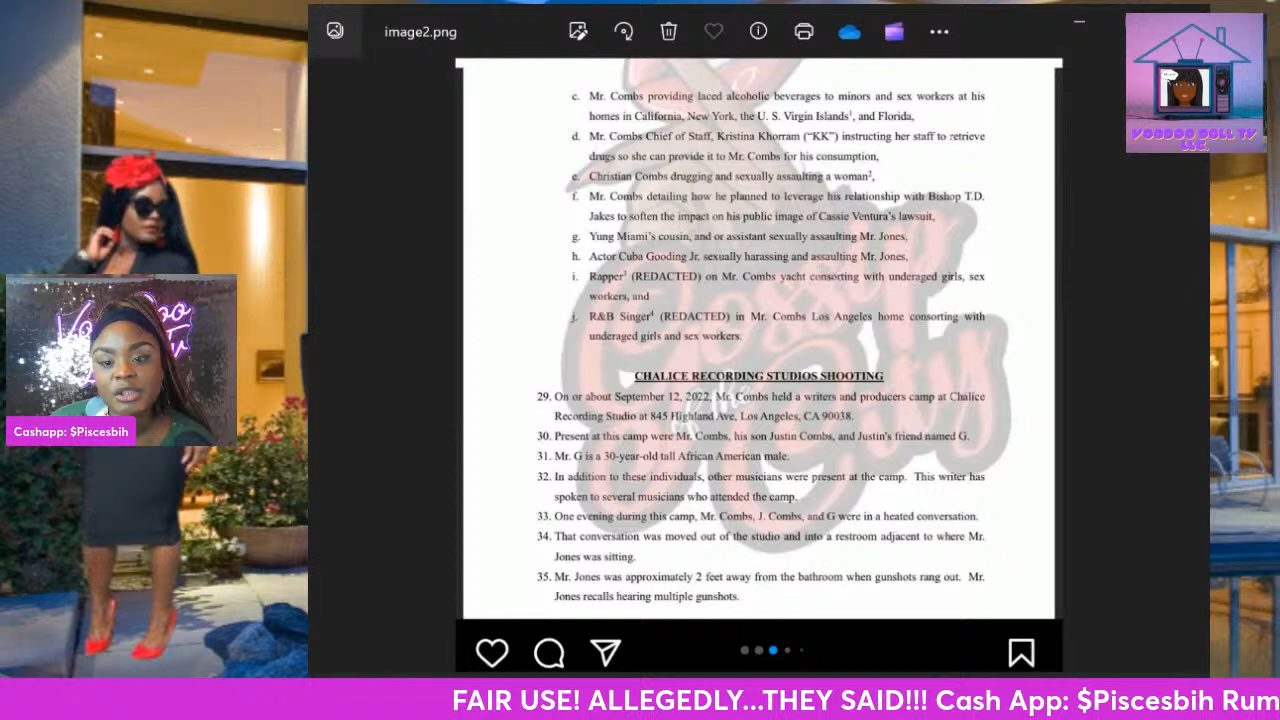 image2.png
VOODOO DOLL TV
LLC.
c. Mr. Combs providing laced alcoholic beverages to minors and sex workers at his
homes in California, New York, the U. S. Virgin Islands¹, and Florida,
d. Mr. Combs Chief of Staff, Kristina Khorram (“KK”) instructing her staff to retrieve
drugs so she can provide it to Mr. Combs for his consumption,
e. Christian Combs drugging and sexually assaulting a woman²,
f. Mr. Combs detailing how he planned to leverage his relationship with Bishop T.D.
Jakes to soften the impact on his public image of Cassie Ventura’s lawsuit,
g. Yung Miami’s cousin, and or assistant sexually assaulting Mr. Jones,
h. Actor Cuba Gooding Jr. sexually harassing and assaulting Mr. Jones,
i. Rapper³ (REDACTED) on Mr. Combs yacht consorting with underaged girls, sex
workers, and
j. R&B Singer⁴ (REDACTED) in Mr. Combs Los Angeles home consorting with
underaged girls and sex workers.
CHALICE RECORDING STUDIOS SHOOTING
29. On or about September 12, 2022, Mr. Combs held a writers and producers camp at Chalice
Recording Studio at 845 Highland Ave, Los Angeles, CA 90038.
30. Present at this camp were Mr. Combs, his son Justin Combs, and Justin’s friend named G.
31. Mr. G is a 30-year-old tall African American male.
32. In addition to these individuals, other musicians were present at the camp. This writer has
spoken to several musicians who attended the camp.
33. One evening during this camp, Mr. Combs, J. Combs, and G were in a heated conversation.
34. That conversation was moved out of the studio and into a restroom adjacent to where Mr.
Jones was sitting.
35. Mr. Jones was approximately 2 feet away from the bathroom when gunshots rang out. Mr.
Jones recalls hearing multiple gunshots.
Cashapp: $Piscesbih
FAIR USE! ALLEGEDLY...THEY SAID!!! Cash App: $Piscesbih Rum